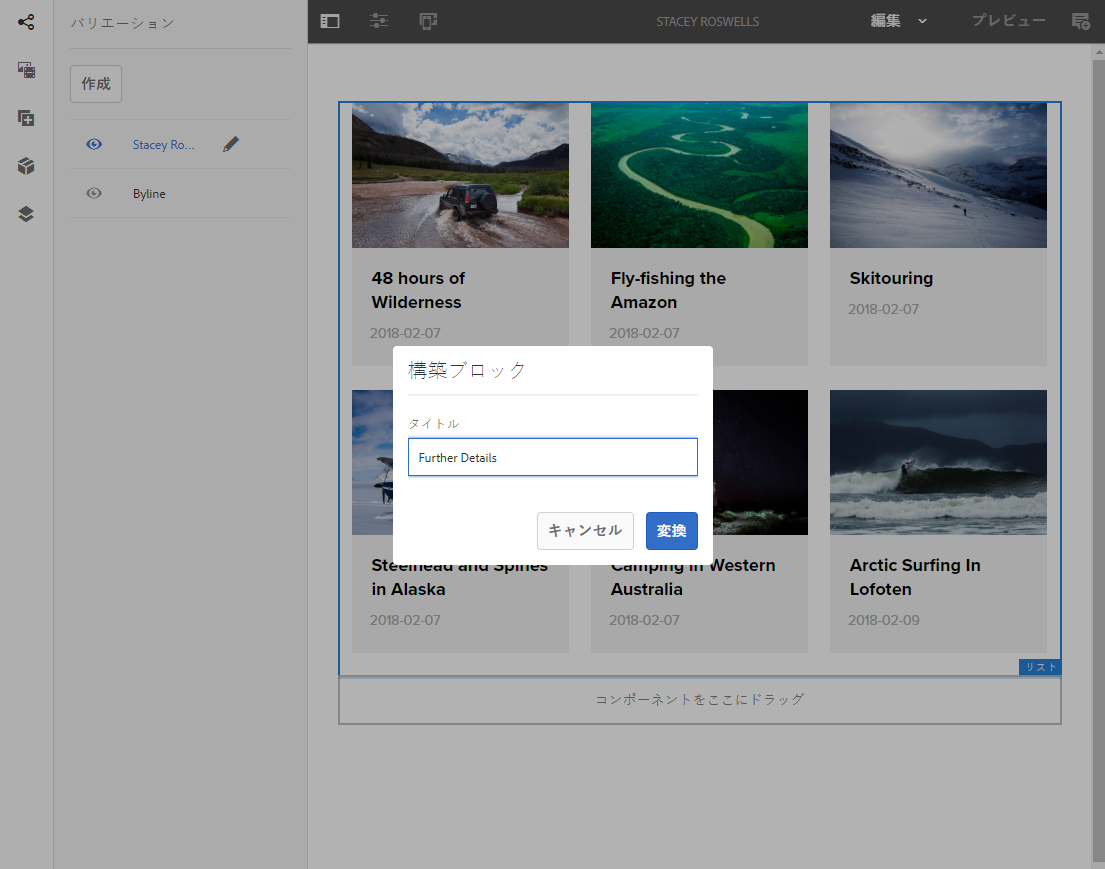 バリエーション
作成
Stacey Ro...
Byline
STACEY ROSWELLS
編集
プレビュー
48 hours of
Wilderness
2018-02-07
Fly-fishing the
Amazon
2018-02-07
Skitouring
2018-02-07
構築ブロック
タイトル
Further Details
キャンセル
変換
Steelhead and Spines
in Alaska
2018-02-07
Camping in Western
Australia
2018-02-07
Arctic Surfing In
Lofoten
2018-02-09
リスト
コンポーネントをここにドラッグ